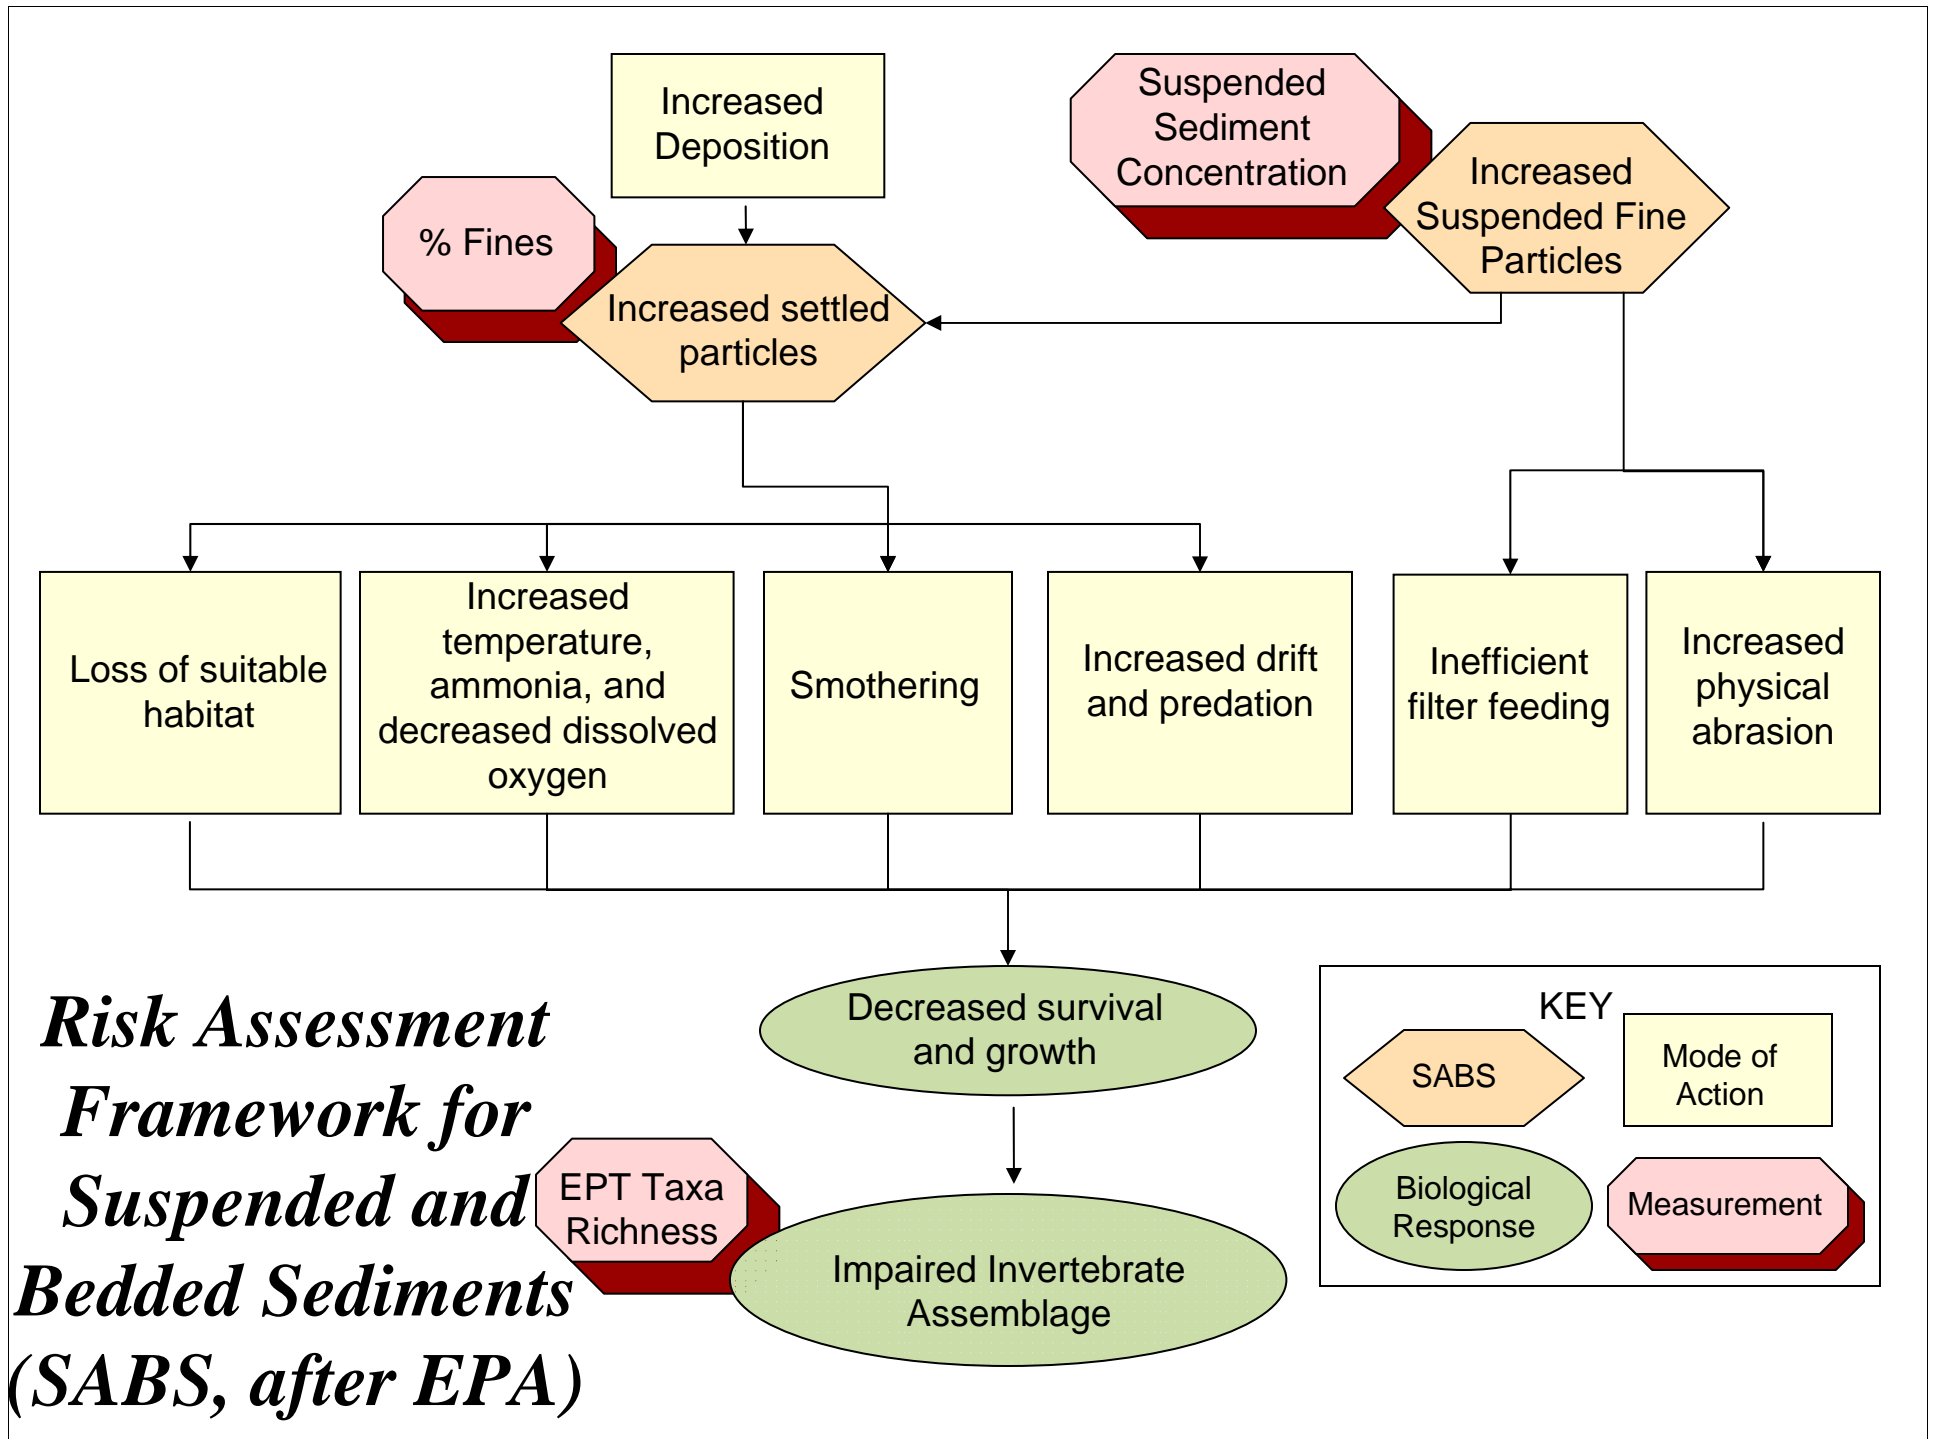 Increased
Deposition
Suspended
Sediment
Concentration
Increased
Suspended Fine
Particles
% Fines
Increased settled
particles
Loss of suitable
habitat
Increased
temperature,
ammonia, and
decreased dissolved
oxygen
Smothering
Increased drift
and predation
Inefficient
filter feeding
Increased
physical
abrasion
Decreased survival
and growth
Risk Assessment
Framework for
Suspended and
Bedded Sediments
(SABS, after EPA)
EPT Taxa
Richness
Impaired Invertebrate
Assemblage
KEY
SABS
Mode of
Action
Biological
Response
Measurement